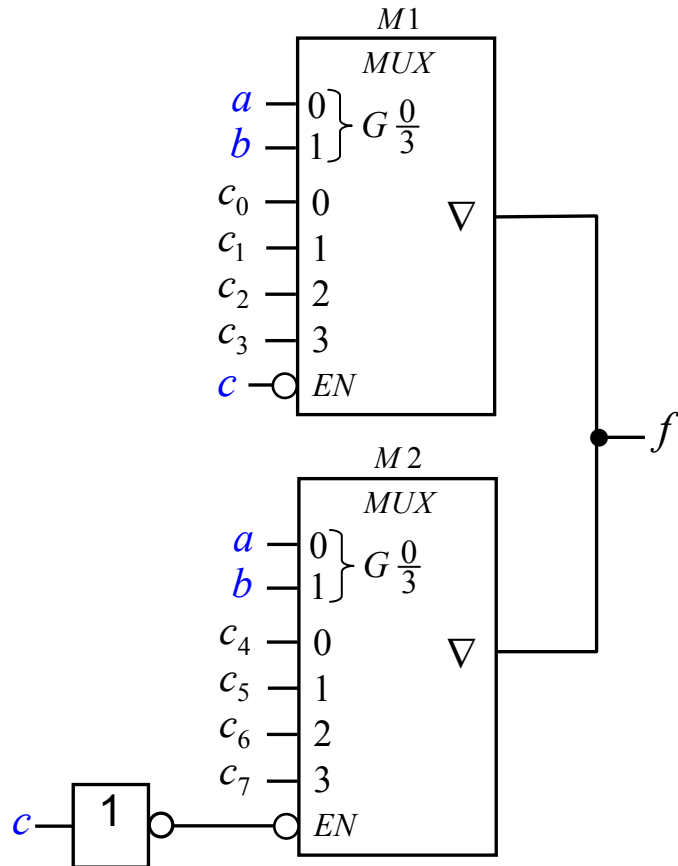 M1
MUX
a 0
b 1
G 0/3
c₀ 0
c₁ 1
c₂ 2
c₃ 3
c EN
∇
f
M2
MUX
a 0
b 1
G 0/3
c₄ 0
c₅ 1
c₆ 2
c₇ 3
c 1 EN
∇